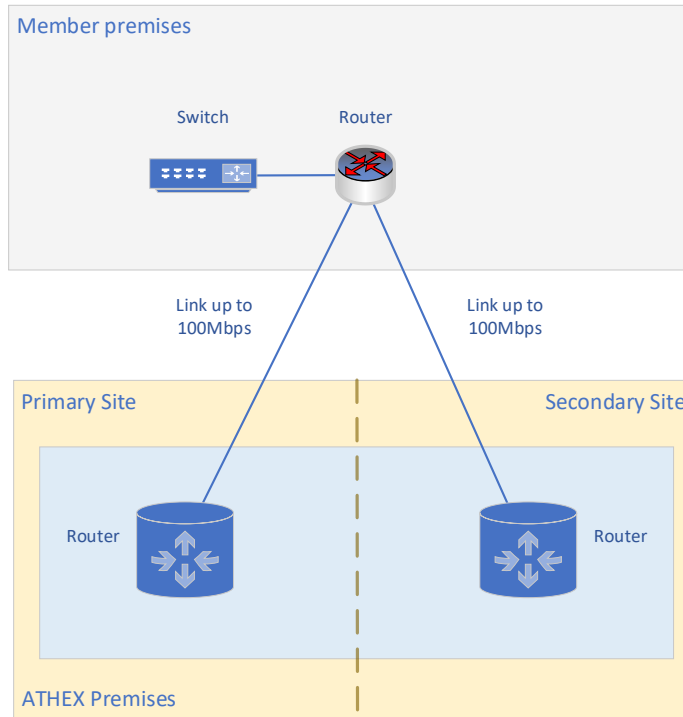 Member premises
Switch
Router
Link up to
100Mbps
Link up to
100Mbps
Primary Site
Secondary Site
Router
Router
ATHEX Premises